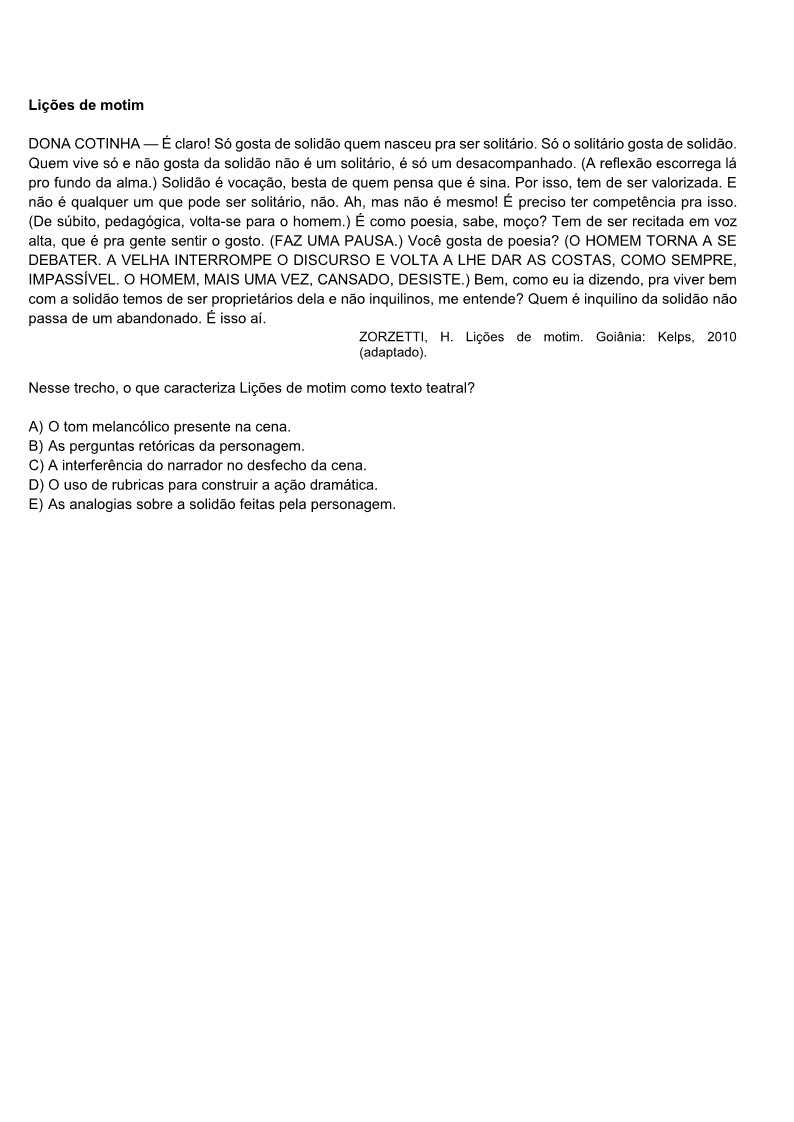 Lições de motim
DONA COTINHA — É claro! Só gosta de solidão quem nasceu pra ser solitário. Só o solitário gosta de solidão.
Quem vive só e não gosta da solidão não é um solitário, é só um desacompanhado. (A reflexão escorrega lá
pro fundo da alma.) Solidão é vocação, besta de quem pensa que é sina. Por isso, tem de ser valorizada. E
não é qualquer um que pode ser solitário, não. Ah, mas não é mesmo! É preciso ter competência pra isso.
(De súbito, pedagógica, volta-se para o homem.) É como poesia, sabe, moço? Tem de ser recitada em voz
alta, que é pra gente sentir o gosto. (FAZ UMA PAUSA.) Você gosta de poesia? (O HOMEM TORNA A SE
DEBATER. A VELHA INTERROMPE O DISCURSO E VOLTA A LHE DAR AS COSTAS, COMO SEMPRE,
IMPASSÍVEL. O HOMEM, MAIS UMA VEZ, CANSADO, DESISTE.) Bem, como eu ia dizendo, pra viver bem
com a solidão temos de ser proprietários dela e não inquilinos, me entende? Quem é inquilino da solidão não
passa de um abandonado. É isso aí.
ZORZETTI, H. Lições de motim. Goiânia: Kelps, 2010
(adaptado).
Nesse trecho, o que caracteriza Lições de motim como texto teatral?
A) O tom melancólico presente na cena.
B) As perguntas retóricas da personagem.
C) A interferência do narrador no desfecho da cena.
D) O uso de rubricas para construir a ação dramática.
E) As analogias sobre a solidão feitas pela personagem.